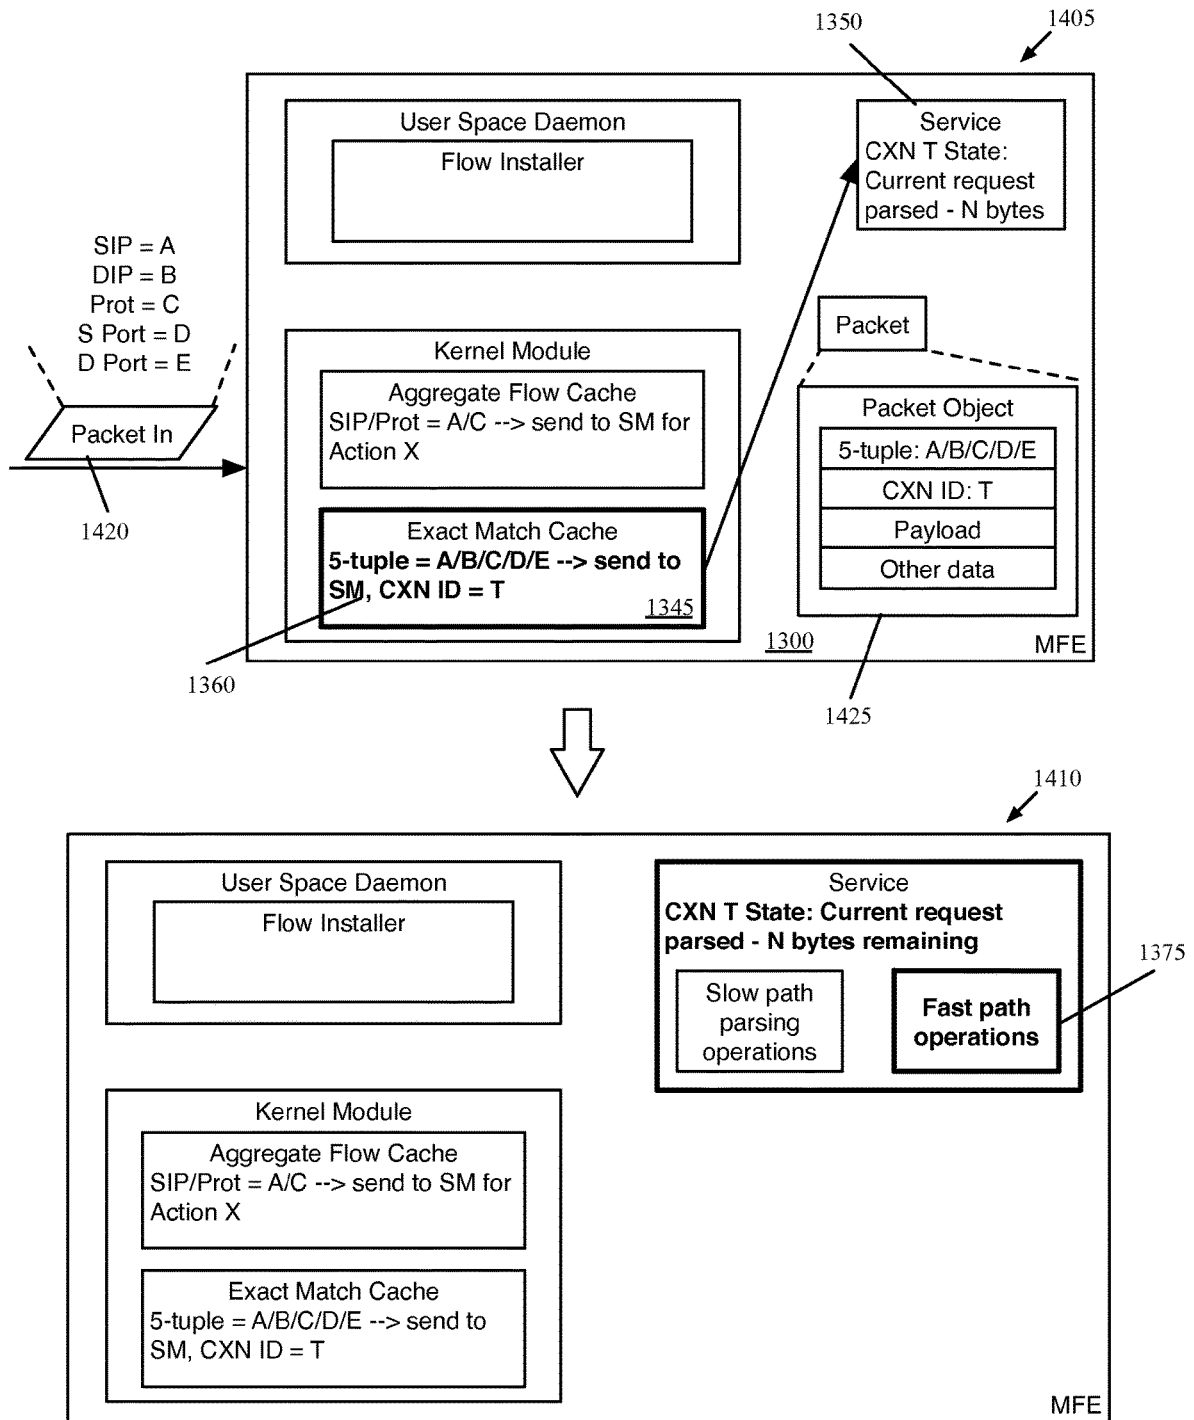 1350
1405
User Space Daemon
Flow Installer
Service
CXN T State:
Current request
parsed - N bytes
SIP = A
DIP = B
Prot = C
S Port = D
D Port = E
Packet In
1420
Kernel Module
Aggregate Flow Cache
SIP/Prot = A/C --> send to SM for
Action X
Exact Match Cache
5-tuple = A/B/C/D/E --> send to
SM, CXN ID = T
1345
1360
Packet
Packet Object
5-tuple: A/B/C/D/E
CXN ID: T
Payload
Other data
1300
MFE
1425
1410
User Space Daemon
Flow Installer
Service
CXN T State: Current request
parsed - N bytes remaining
Slow path
parsing
operations
Fast path
operations
1375
Kernel Module
Aggregate Flow Cache
SIP/Prot = A/C --> send to SM for
Action X
Exact Match Cache
5-tuple = A/B/C/D/E --> send to
SM, CXN ID = T
MFE